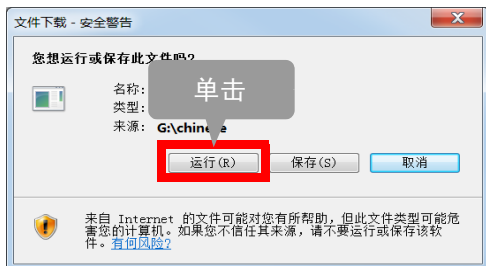 文件下载 - 安全警告
您想运行或保存此文件吗?
单击
名称:
类型:
来源: G:\chinese
运行(R) 保存(S) 取消
来自 Internet 的文件可能对您有所帮助，但此文件类型可能危
害您的计算机。如果您不信任其来源，请不要运行或保存该软
件。有何风险?